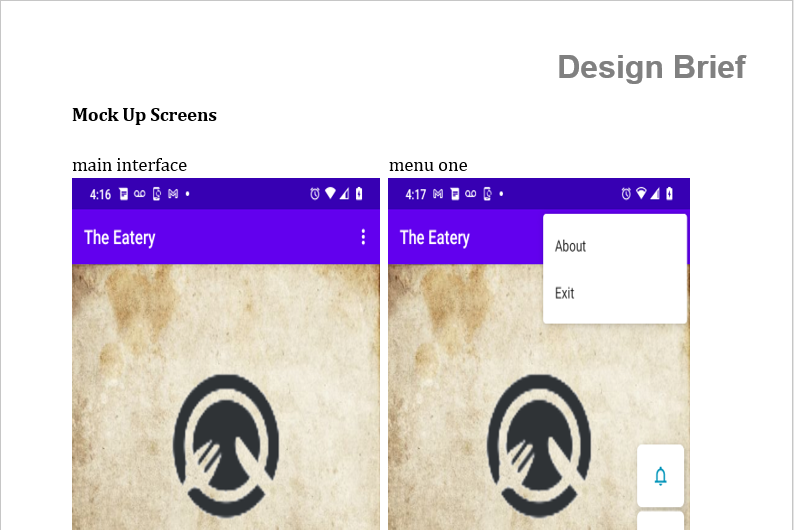 Design Brief
Mock Up Screens
main interface
menu one
4:16
4:17
The Eatery
The Eatery
About
Exit